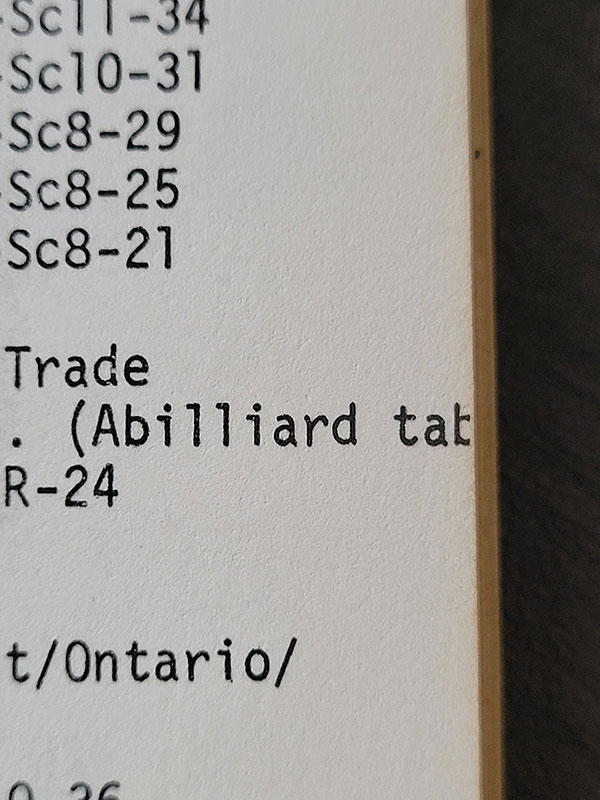 -Sc11-34
-Sc10-31
-Sc8-29
-Sc8-25
-Sc8-21
Trade
. (Abilliard tab
R-24
t/Ontario/